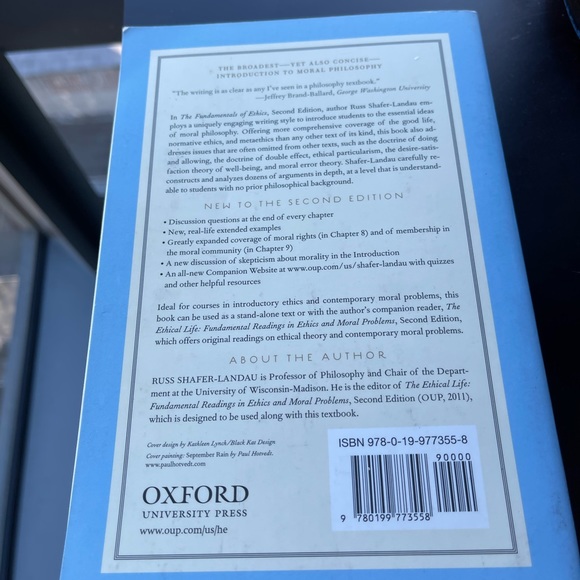 THE BROADEST—YET ALSO CONCISE—
INTRODUCTION TO MORAL PHILOSOPHY
"The writing is as clear as any I've seen in a philosophy textbook."
—Jeffrey Brand-Ballard, George Washington University
In The Fundamentals of Ethics, Second Edition, author Russ Shafer-Landau em-
ploys a uniquely engaging writing style to introduce students to the essential ideas
of moral philosophy. Offering more comprehensive coverage of the good life,
normative ethics, and metaethics than any other text of its kind, this book also ad-
dresses issues that are often omitted from other texts, such as the doctrine of doing
and allowing, the doctrine of double effect, ethical particularism, the desire-satis-
faction theory of well-being, and moral error theory. Shafer-Landau carefully re-
constructs and analyzes dozens of arguments in depth, at a level that is understand-
able to students with no prior philosophical background.
NEW TO THE SECOND EDITION
• Discussion questions at the end of every chapter
• New, real-life extended examples
• Greatly expanded coverage of moral rights (in Chapter 8) and of membership in
the moral community (in Chapter 9)
• A new discussion of skepticism about morality in the Introduction
• An all-new Companion Website at www.oup.com/us/shafer-landau with quizzes
and other helpful resources
Ideal for courses in introductory ethics and contemporary moral problems, this
book can be used as a stand-alone text or with the author's companion reader, The
Ethical Life: Fundamental Readings in Ethics and Moral Problems, Second Edition,
which offers original readings on ethical theory and contemporary moral problems.
ABOUT THE AUTHOR
RUSS SHAFER-LANDAU is Professor of Philosophy and Chair of the Depart-
ment at the University of Wisconsin-Madison. He is the editor of The Ethical Life:
Fundamental Readings in Ethics and Moral Problems, Second Edition (OUP, 2011),
which is designed to be used along with this textbook.
Cover design by Kathleen Lynch/Black Kat Design
Cover painting: September Rain by Paul Horvedt.
www.paulhorvedt.com
OXFORD
UNIVERSITY PRESS
www.oup.com/us/he
ISBN 978-0-19-977355-8
90000
9 780199 773558